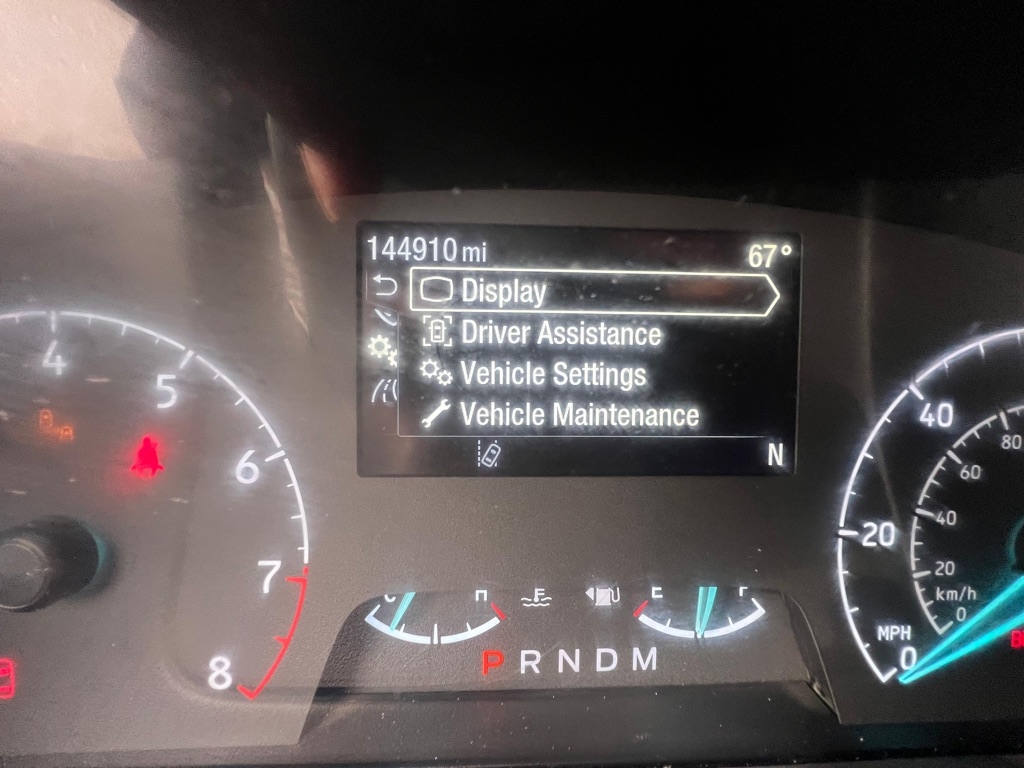 144910 mi 67°
Display
Driver Assistance
Vehicle Settings
Vehicle Maintenance
N
4
5
6
7
8
C H E F
P R N D M
40
20
MPH
0
80
60
40
20
km/h
0